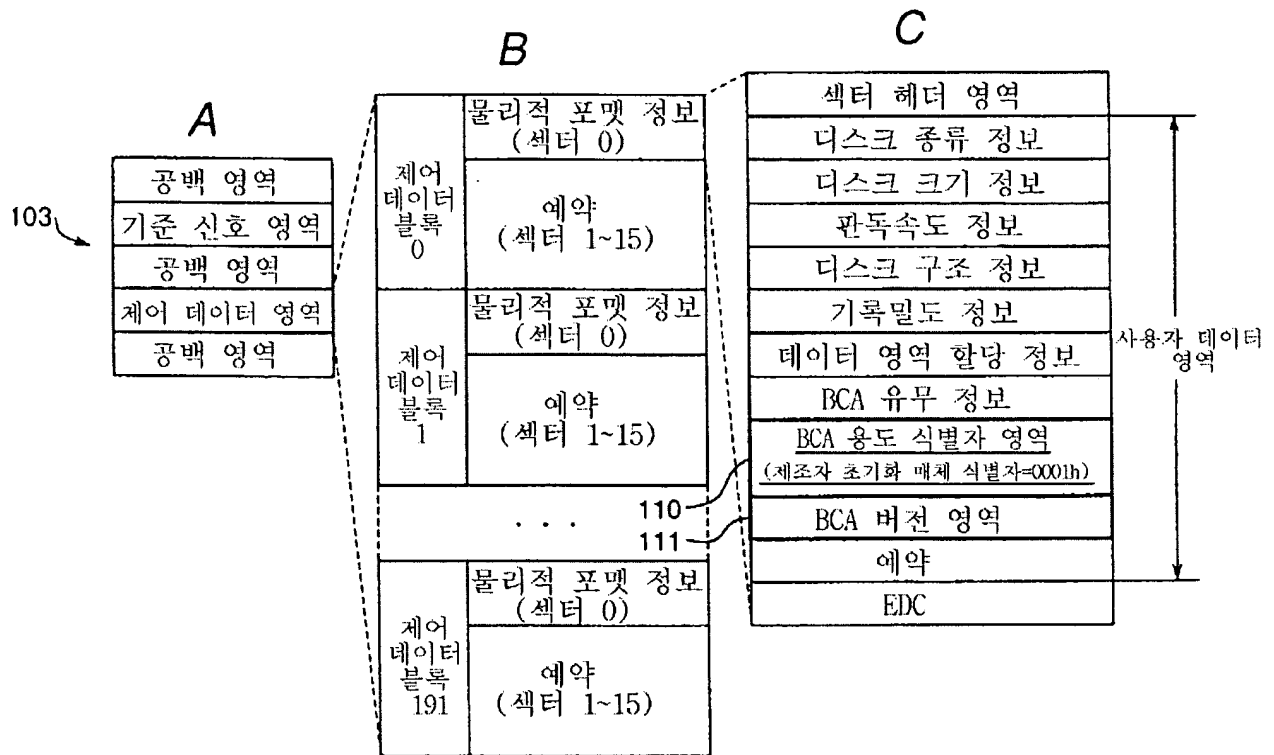 A
103
공백 영역
기준 신호 영역
공백 영역
제어 데이터 영역
공백 영역
B
제어
데이터
블록
0
물리적 포맷 정보
(섹터 0)
예약
(섹터 1~15)
제어
데이터
블록
1
물리적 포맷 정보
(섹터 0)
예약
(섹터 1~15)
. . .
제어
데이터
블록
191
물리적 포맷 정보
(섹터 0)
예약
(섹터 1~15)
C
섹터 헤더 영역
디스크 종류 정보
디스크 크기 정보
판독속도 정보
디스크 구조 정보
기록밀도 정보
데이터 영역 할당 정보
BCA 유무 정보
BCA 용도 식별자 영역
(제조자 초기화 매체 식별자=0001h)
110
BCA 버전 영역
111
예약
EDC
사용자 데이터
영역